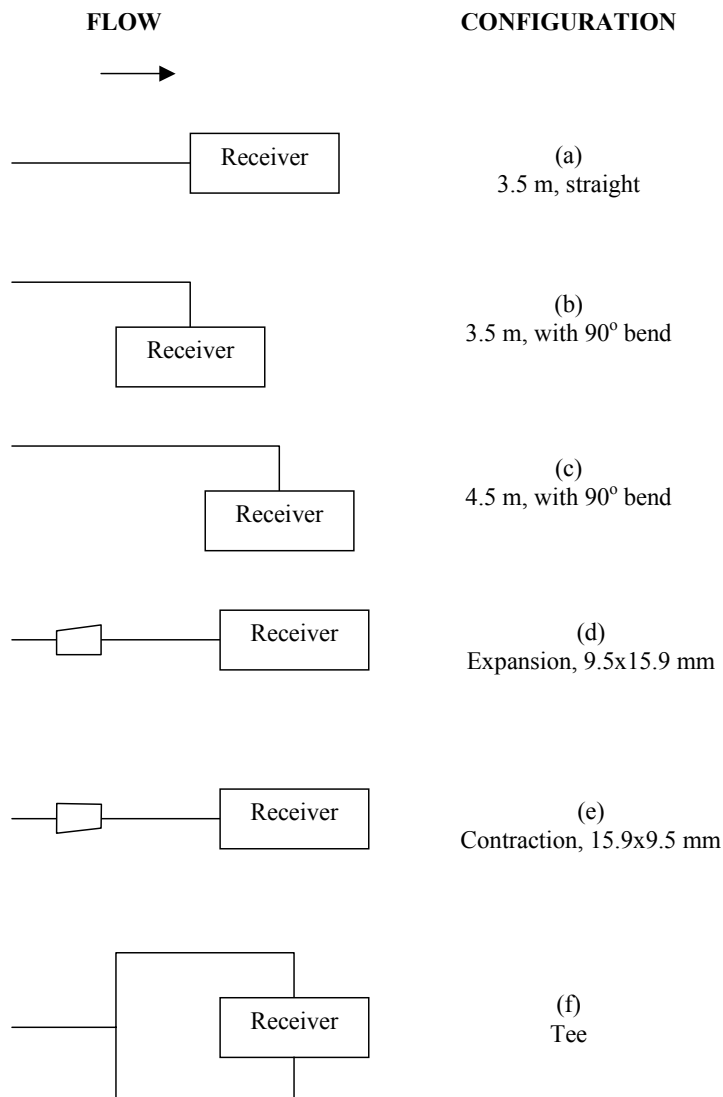 FLOW CONFIGURATION
Receiver
(a)
3.5 m, straight
(b)
3.5 m, with 90° bend
Receiver
(c)
4.5 m, with 90° bend
Receiver
Receiver
(d)
Expansion, 9.5x15.9 mm
Receiver
(e)
Contraction, 15.9x9.5 mm
Receiver
(f)
Tee